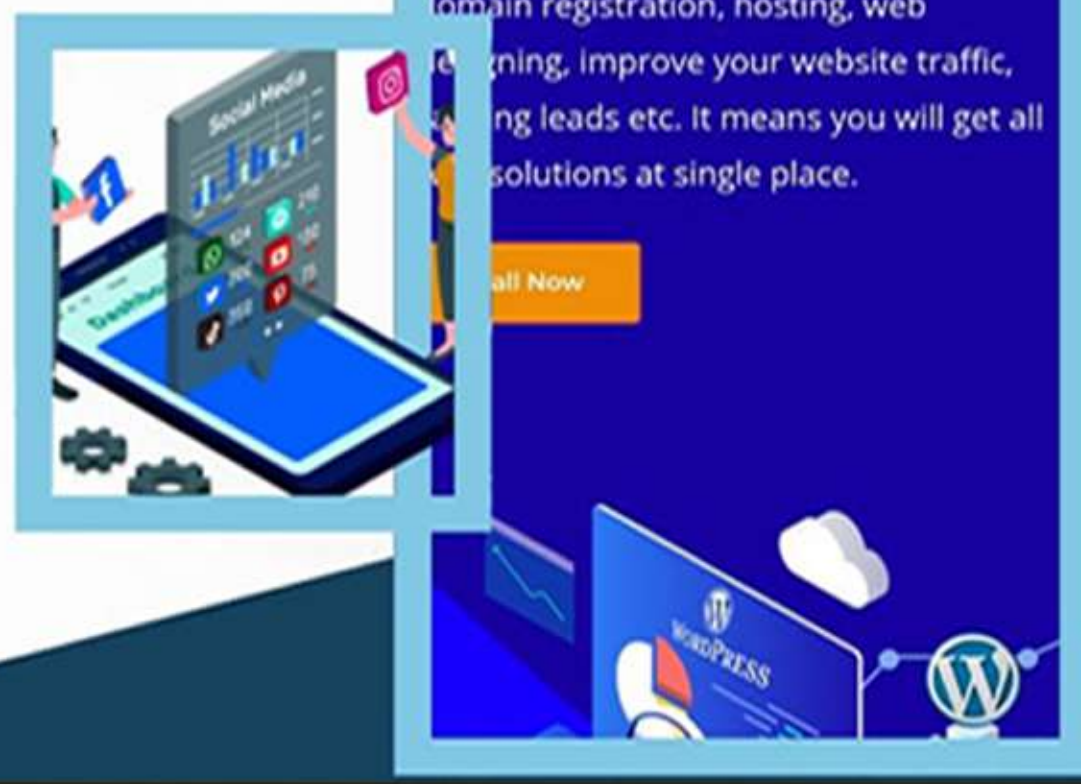 omain registration, hosting, web
gning, improve your website traffic,
ng leads etc. It means you will get all
solutions at single place.
all Now
Social Media
WORDPRESS